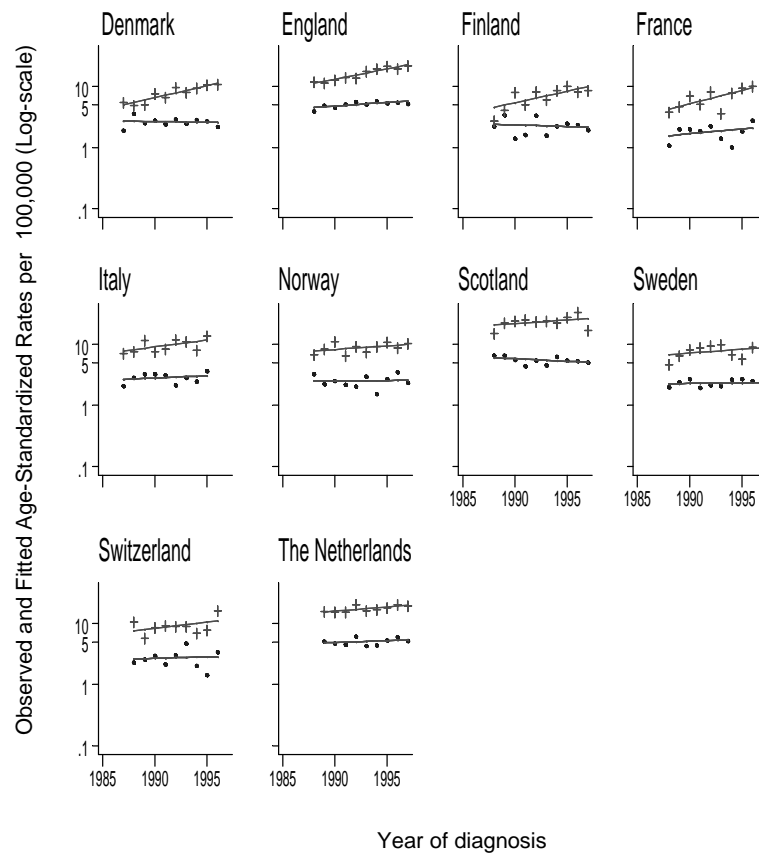 Denmark
England
Finland
France
10
5
1
.1
Italy
Norway
Scotland
Sweden
10
5
1
.1
1985 1990 1995
1985 1990 1995
Switzerland
The Netherlands
10
5
1
.1
1985 1990 1995
1985 1990 1995
Observed and Fitted Age-Standardized Rates per 100,000 (Log-scale)
Year of diagnosis